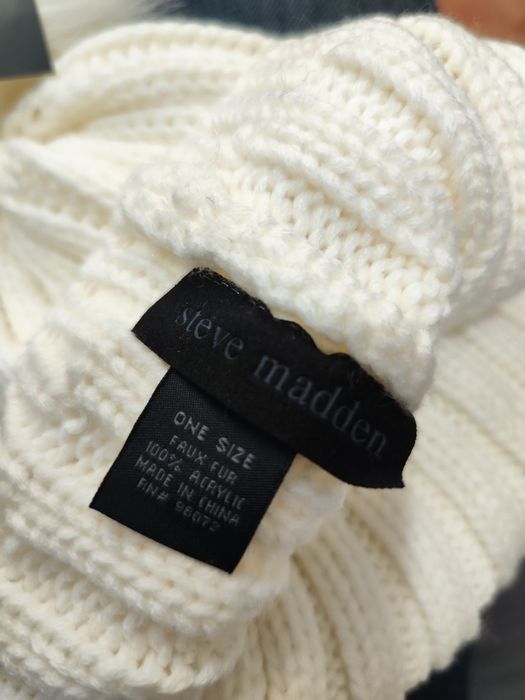 steve madden
ONE SIZE
FAUX FUR
100% ACRYLIC
MADE IN CHINA
RN# 96072